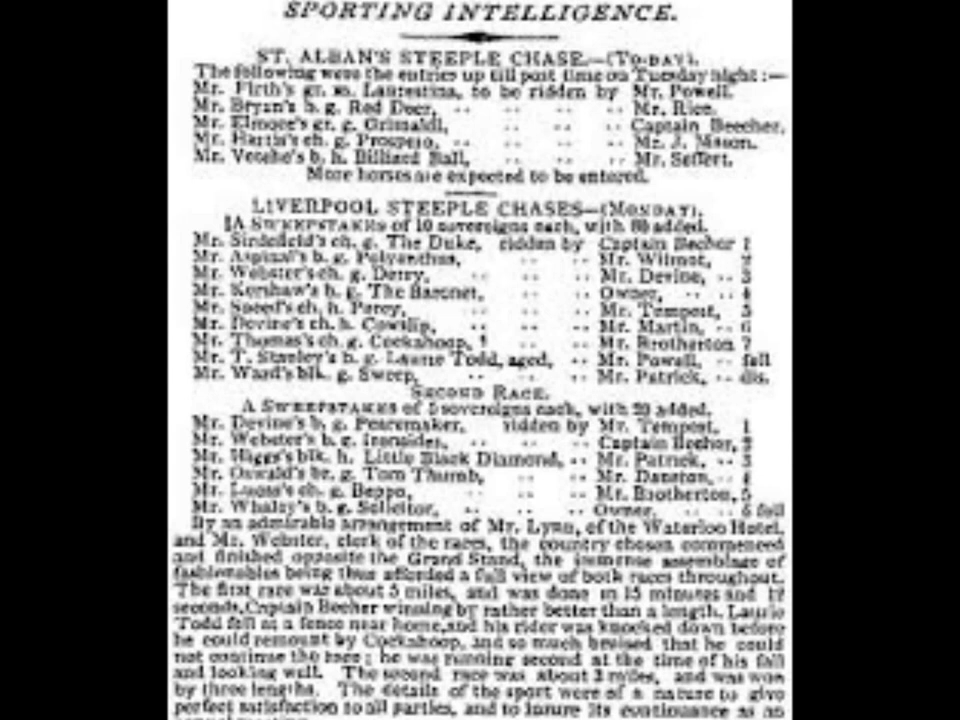 SPORTING INTELLIGENCE.
ST. ALBAN'S STEEPLE CHASE.—(TO-DAY).
The following were the entries up till post time on Tuesday night:—
Mr. Firth's gr. m. Laurestina, to be ridden by Mr. Powell.
Mr. Bryan's b. g. Red Deer, .. .. .. Mr. Rice.
Mr. Elmore's gr. g. Grimaldi, .. .. Captain Beecher.
Mr. ch. g. Prospero, .. .. .. .. Mr. J. Mason.
Mr. b. h. Billiard Ball, .. .. .. Mr. Seffert.
More horses are expected to be entered.
LIVERPOOL STEEPLE CHASES—(MONDAY).
A SWEEPSTAKES of 10 sovereigns each, with 80 added.
Mr. ch. g. The Duke, ridden by Captain Becher 1
Mr. Aspinal's b. g. Polyanthus, .. .. Mr. Wilmot, 2
Mr. Webster's ch. g. Derry, .. .. .. Mr. Devine, .. 3
Mr. Kershaw's b. g. The Baronet, .. .. Owner, .. .. 4
Mr. Speed's ch. h. Percy, .. .. .. Mr. Tempest, 5
Mr. Devine's ch. h. Cowslip, .. .. .. Mr. Martin, .. 6
Mr. Thomas's ch. g. Cockahoop, .. .. Mr. Brotherton 7
Mr. T. Stanley's b. g. Laurie Todd, aged, .. Mr. Powell, .. fell
Mr. Ward's blk. g. Sweep, .. .. .. Mr. Patrick, .. dis.
SECOND RACE.
A SWEEPSTAKES of 5 sovereigns each, with 20 added.
Mr. Devine's b. g. Peacemaker, ridden by Mr. Tempest, 1
Mr. Webster's b. g. Ironsides, .. .. .. Captain Becher, 2
Mr. Higgs's blk. h. Little Black Diamond, .. Mr. Patrick, .. 3
Mr. Oswald's br. g. Tom Thumb, .. .. Mr. .. 4
Mr. Lucas's ch. g. Beppo, .. .. .. Mr. Brotherton, 5
Mr. Whaley's b. g. Solicitor, .. .. .. Owner, .. .. 6 fell
By an admirable arrangement of Mr. Lynn, of the Waterloo Hotel,
and Mr. Webster, clerk of the races, the country chosen commenced
and finished opposite the Grand Stand, the immense assemblage of
fashionables being thus afforded a full view of both races throughout.
The first race was about 5 miles, and was done in 15 minutes and 17
seconds, Captain Becher winning by rather better than a length. Laurie
Todd fell at a fence near home, and his rider was knocked down before
he could remount by Cockahoop, and so much bruised that he could
not continue the race; he was running second at the time of his fall
and looking well. The second race was about 3 miles, and was won
by three lengths. The details of the sport were of a nature to give
perfect satisfaction to all parties, and to insure its continuance as an